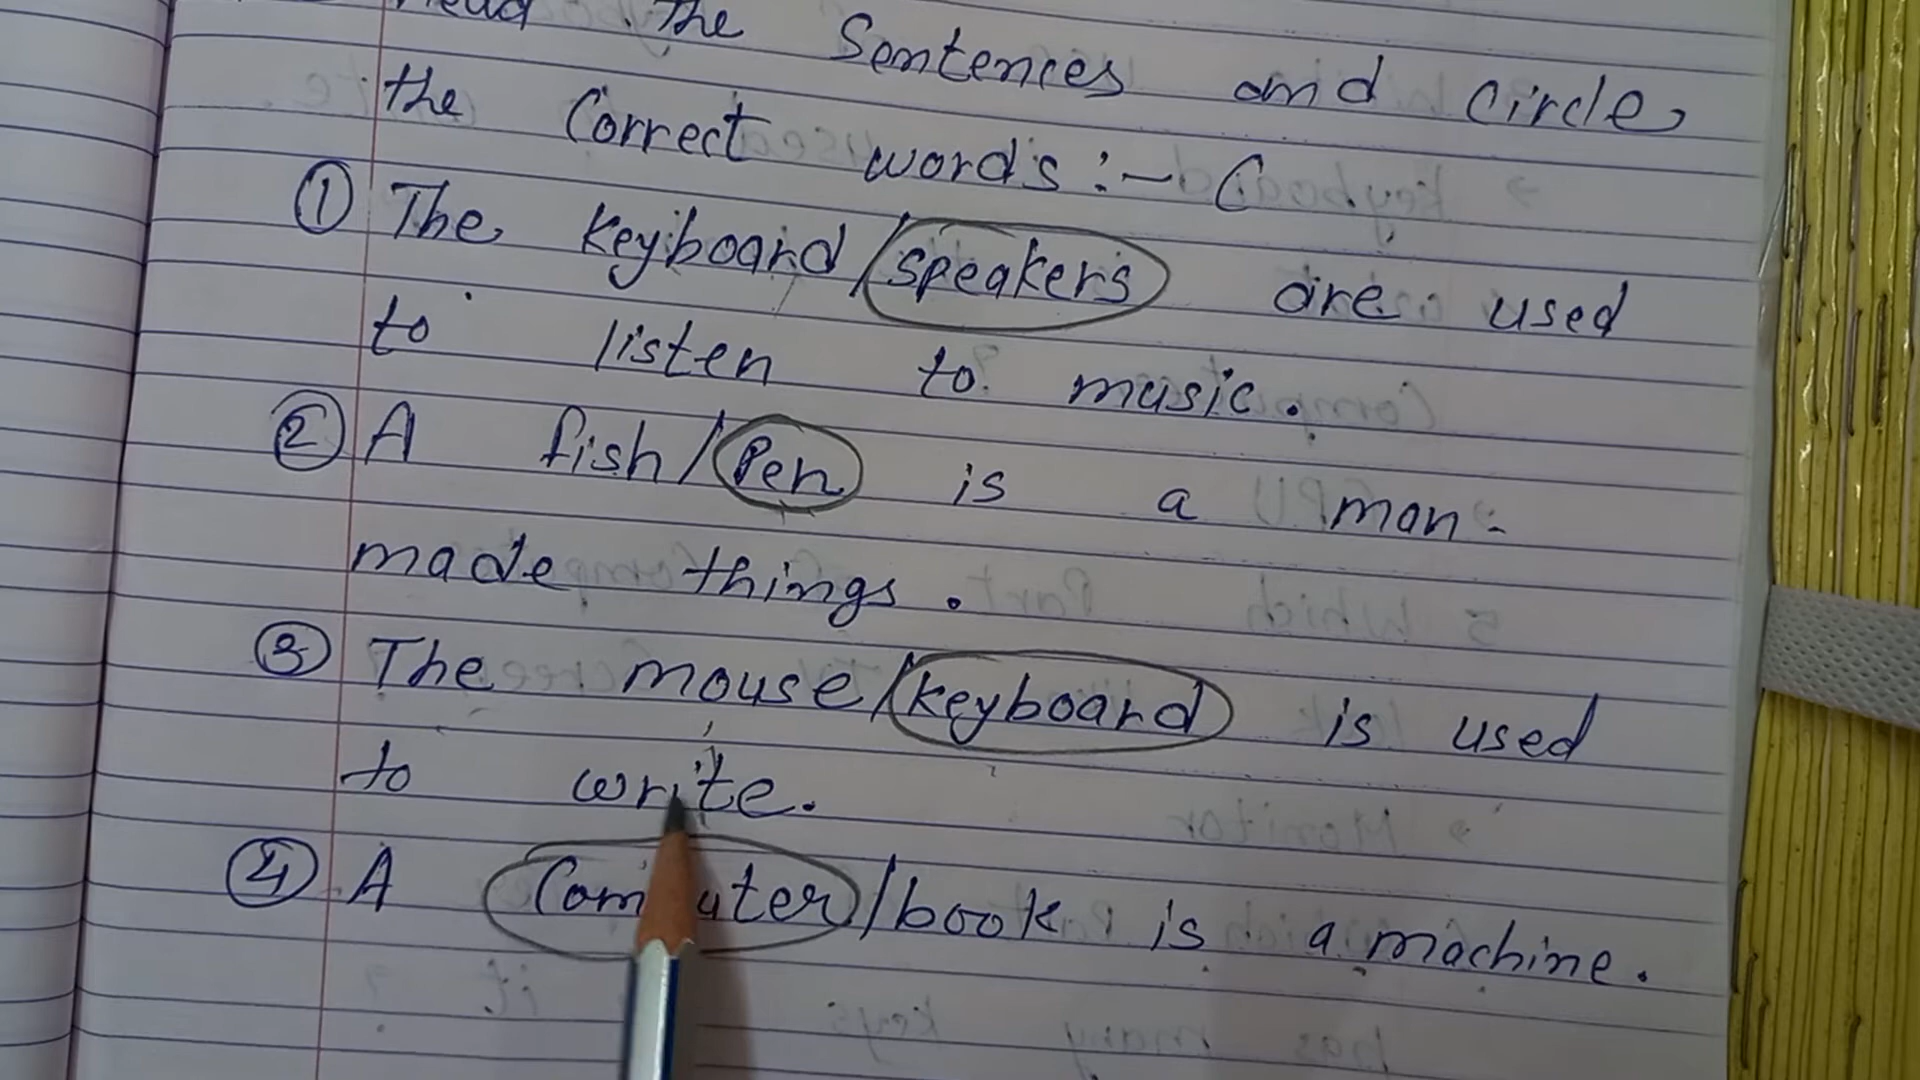 Read the Sentences and circle
the Correct words :- C
① The keyboard/speakers are used
to listen to music.
② A fish/Pen is a man-
made things.
③ The mouse/keyboard is used
to write.
④ A Computer/book is a machine.